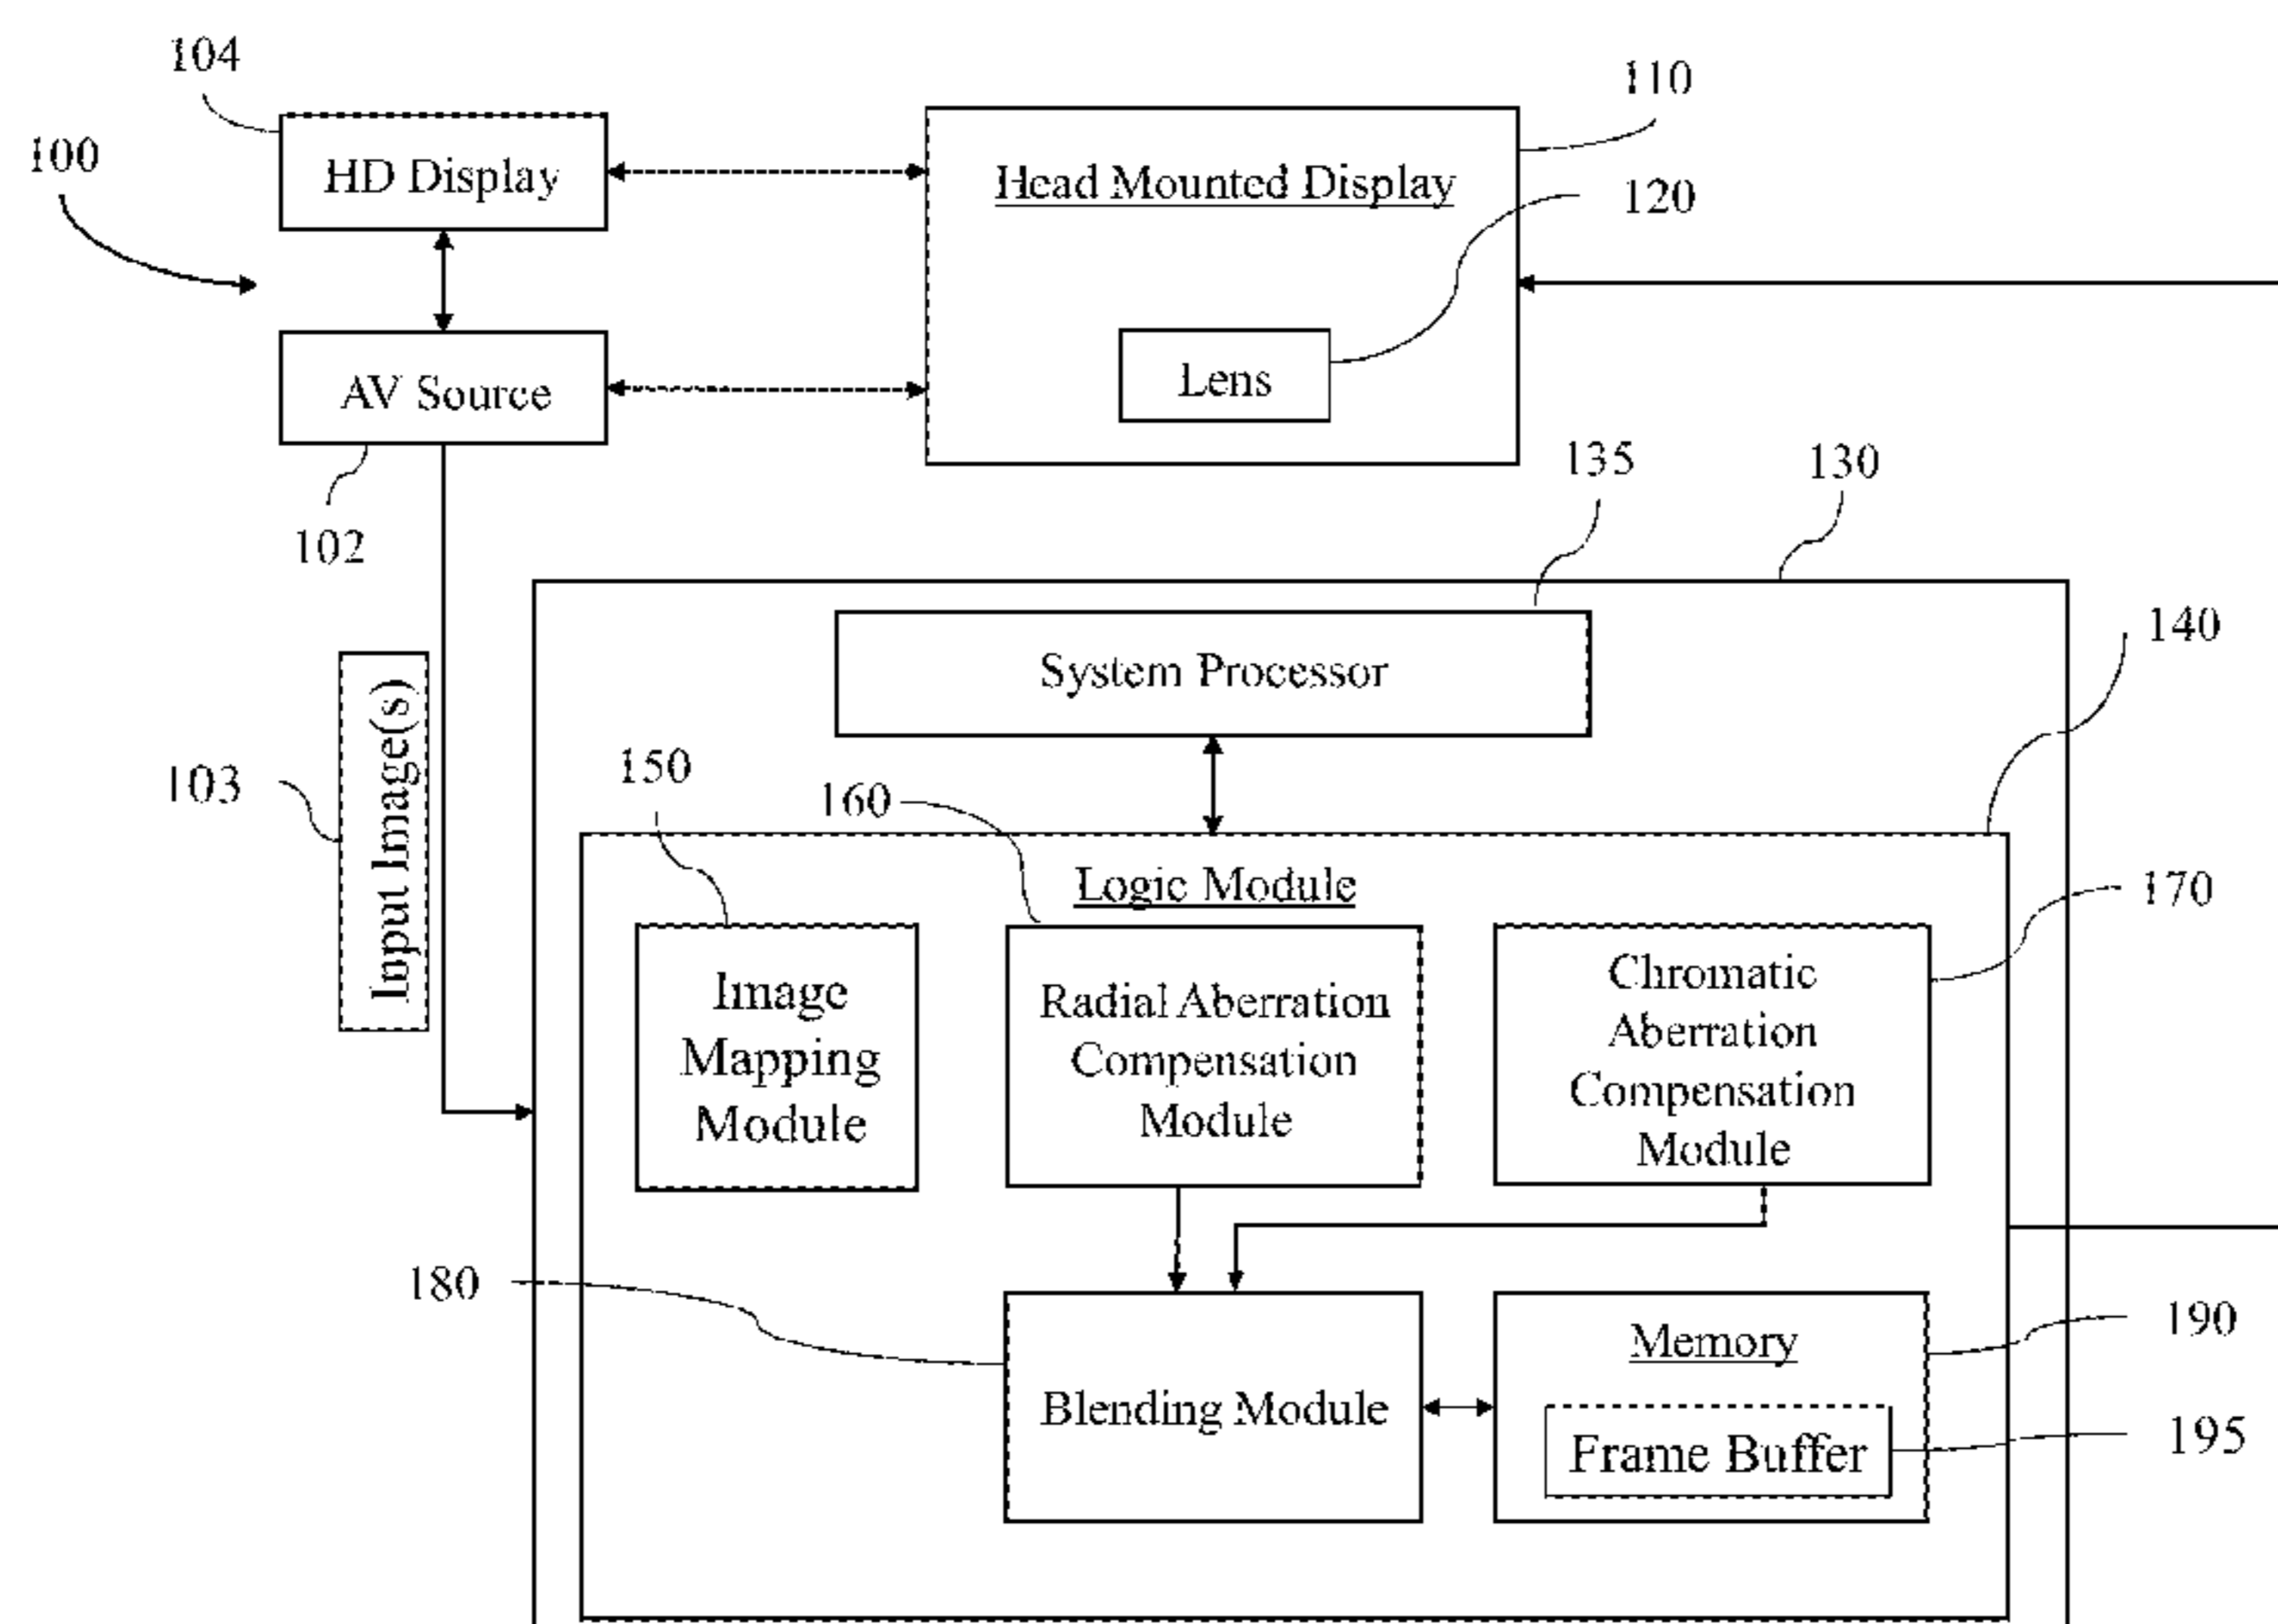 104
110
100
HD Display
Head Mounted Display
120
AV Source
Lens
102
135
130
140
System Processor
Input Image(s)
103
150
160
Logic Module
170
Image
Mapping
Module
Radial Aberration
Compensation
Module
Chromatic
Aberration
Compensation
Module
180
190
Memory
Blending Module
Frame Buffer
195